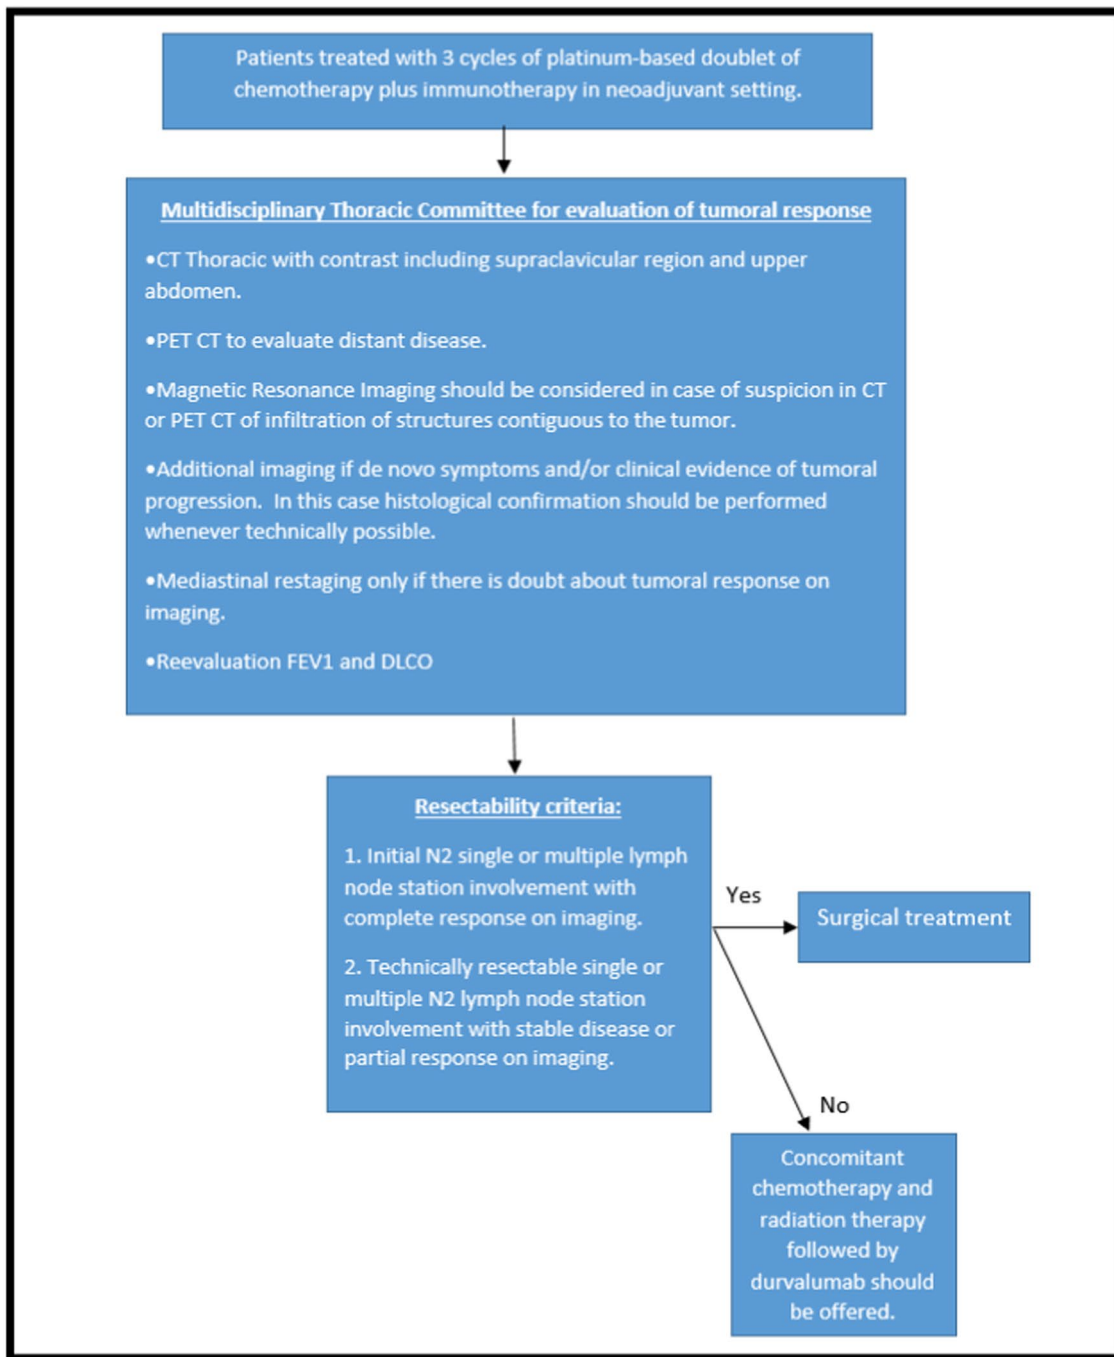 Patients treated with 3 cycles of platinum-based doublet of
chemotherapy plus immunotherapy in neoadjuvant setting.
Multidisciplinary Thoracic Committee for evaluation of tumoral response
•CT Thoracic with contrast including supraclavicular region and upper
abdomen.
•PET CT to evaluate distant disease.
•Magnetic Resonance Imaging should be considered in case of suspicion in CT
or PET CT of infiltration of structures contiguous to the tumor.
•Additional imaging if de novo symptoms and/or clinical evidence of tumoral
progression.  In this case histological confirmation should be performed
whenever technically possible.
•Mediastinal restaging only if there is doubt about tumoral response on
imaging.
•Reevaluation FEV1 and DLCO
Resectability criteria:
1. Initial N2 single or multiple lymph
node station involvement with
complete response on imaging.
2. Technically resectable single or
multiple N2 lymph node station
involvement with stable disease or
partial response on imaging.
Yes
Surgical treatment
No
Concomitant
chemotherapy and
radiation therapy
followed by
durvalumab should
be offered.